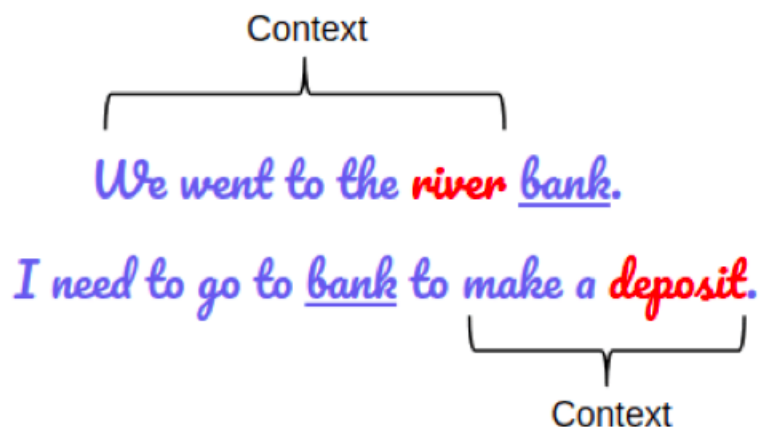 Context
We went to the river bank.
I need to go to bank to make a deposit.
Context